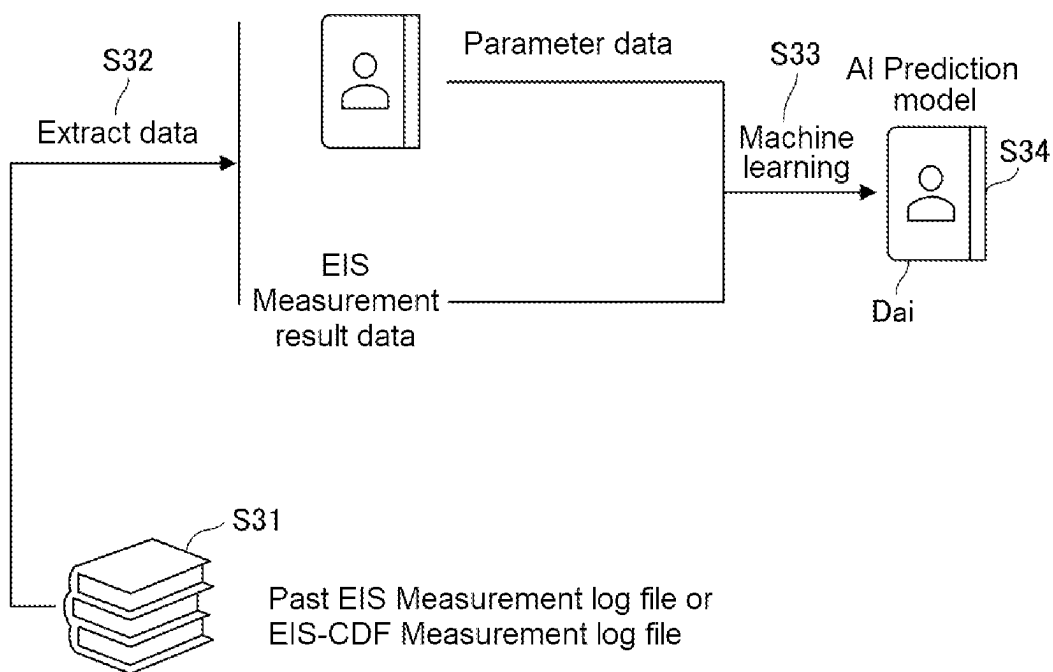 S32
Extract data
Parameter data
S33
Machine
learning
AI Prediction
model
S34
Dai
EIS
Measurement
result data
S31
Past EIS Measurement log file or
EIS-CDF Measurement log file